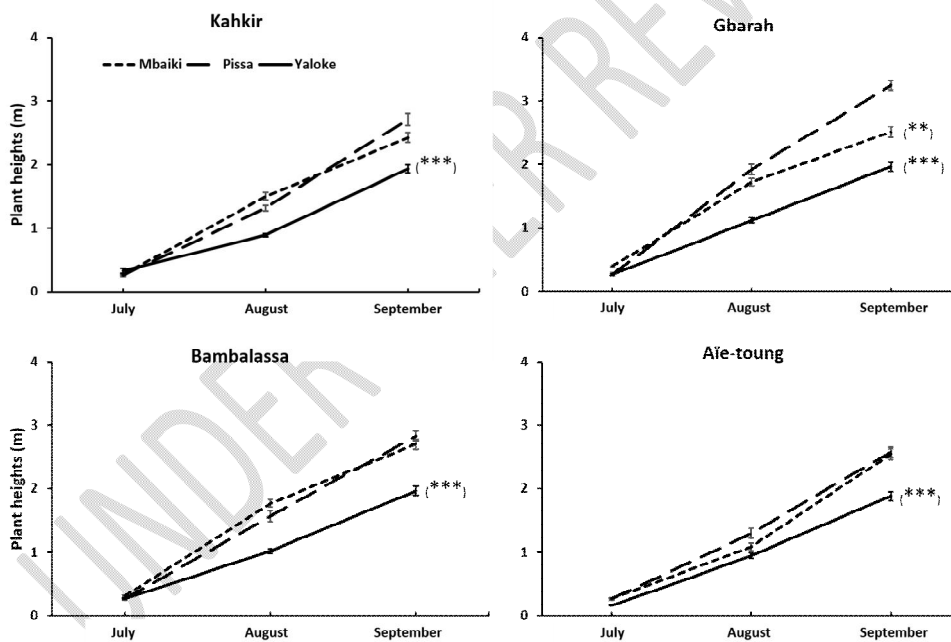 Kahkir
Plant heights (m)
4
3
2
1
0
Mbaiki Pissa Yaloke
(***)
July August September
Gbarah
4
3
2
1
0
(**)
(***)
July August September
Bambalassa
Plant heights (m)
4
3
2
1
0
(***)
July August September
Aïe-toung
4
3
2
1
0
(***)
July August September
UNDER
ER REV